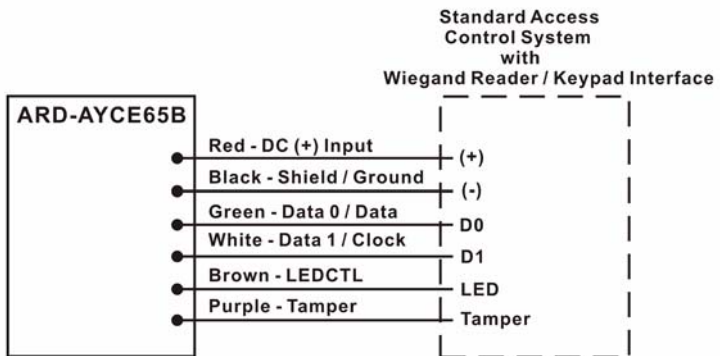 Standard Access
Control System
with
Wiegand Reader / Keypad Interface
ARD-AYCE65B
Red - DC (+) Input
(+)
Black - Shield / Ground
(-)
Green - Data 0 / Data
D0
White - Data 1 / Clock
D1
Brown - LEDCTL
LED
Purple - Tamper
Tamper